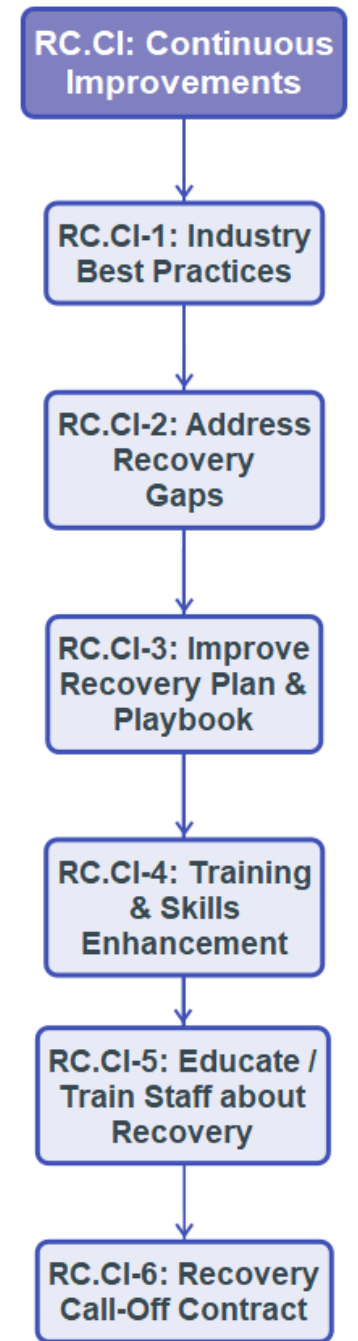 RC.CI: Continuous
Improvements
RC.CI-1: Industry
Best Practices
RC.CI-2: Address
Recovery
Gaps
RC.CI-3: Improve
Recovery Plan &
Playbook
RC.CI-4: Training
& Skills
Enhancement
RC.CI-5: Educate /
Train Staff about
Recovery
RC.CI-6: Recovery
Call-Off Contract